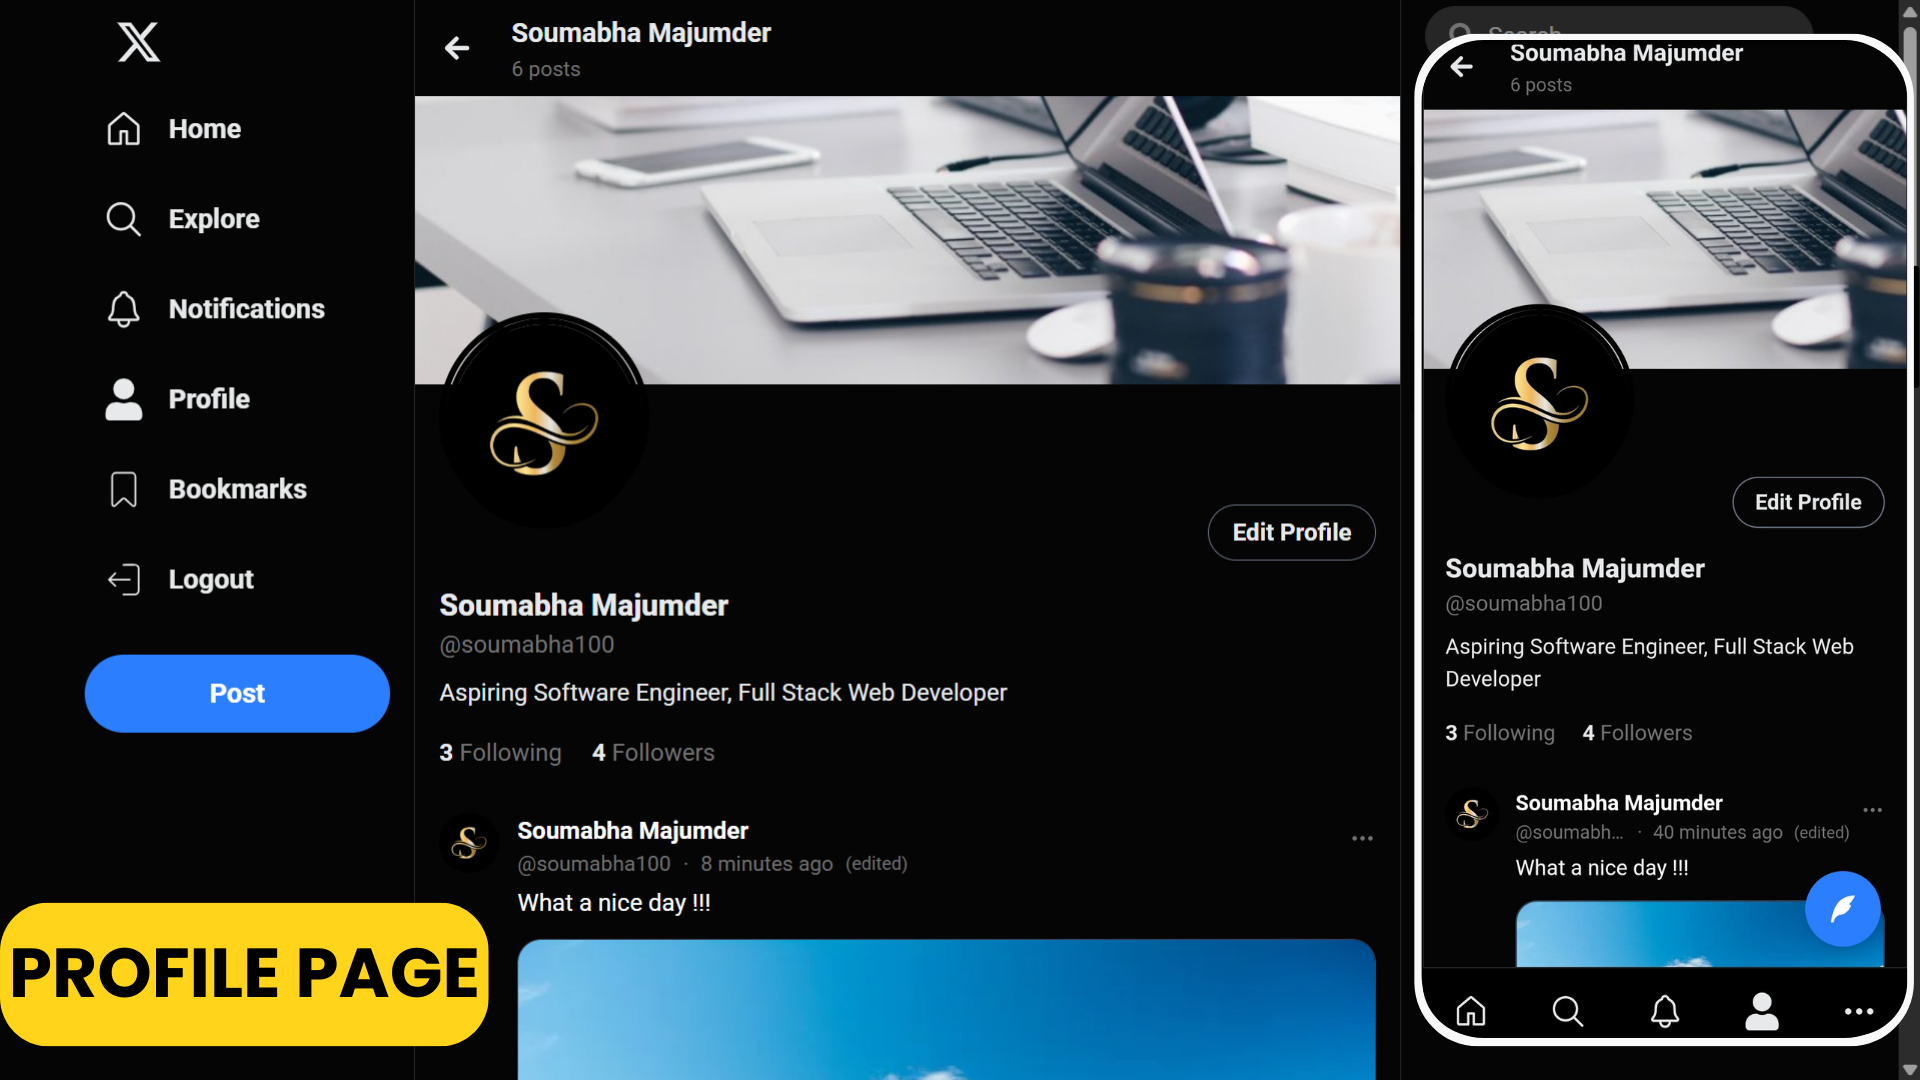 Home
Explore
Notifications
Profile
Bookmarks
Logout
Post
PROFILE PAGE
Soumabha Majumder
6 posts
Edit Profile
Soumabha Majumder
@soumabha100
Aspiring Software Engineer, Full Stack Web Developer
3 Following 4 Followers
Soumabha Majumder
@soumabha100 · 8 minutes ago (edited)
What a nice day !!!
Search
Soumabha Majumder
6 posts
Edit Profile
Soumabha Majumder
@soumabha100
Aspiring Software Engineer, Full Stack Web
Developer
3 Following 4 Followers
Soumabha Majumder
@soumabh... · 40 minutes ago (edited)
What a nice day !!!